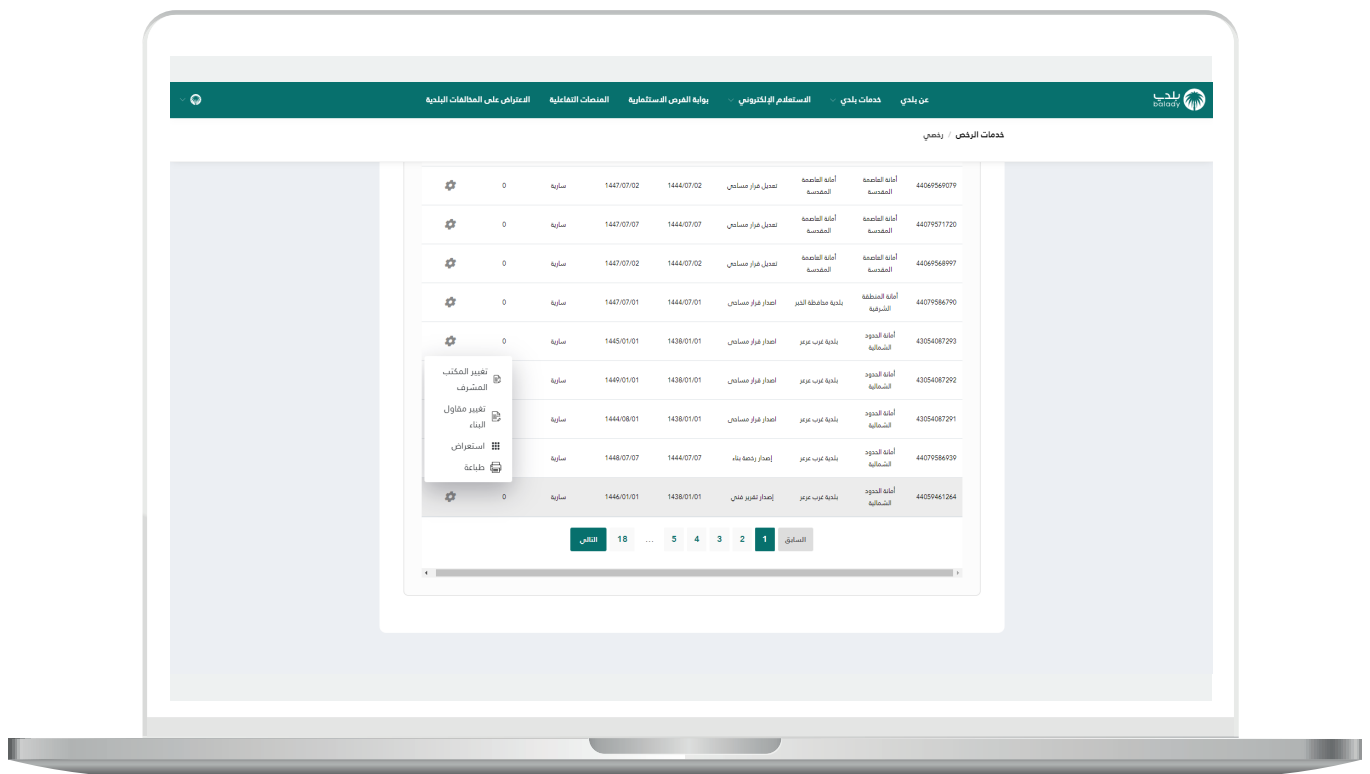 بلدي
balady
عن بلدي
خدمات بلدي
الاستعلام الإلكتروني
بوابة الفرص الاستثمارية
المنصات التفاعلية
الاعتراض على المخالفات البلدية
خدمات الرخص / رخصي
44069569079 أمانة العاصمة المقدسة أمانة العاصمة المقدسة تعديل قرار مساحي 1444/07/02 1447/07/02 سارية 0
44079571720 أمانة العاصمة المقدسة أمانة العاصمة المقدسة تعديل قرار مساحي 1444/07/07 1447/07/07 سارية 0
44069568997 أمانة العاصمة المقدسة أمانة العاصمة المقدسة تعديل قرار مساحي 1444/07/02 1447/07/02 سارية 0
44079586790 أمانة المنطقة الشرقية بلدية محافظة الخبر اصدار قرار مساحي 1444/07/01 1447/07/01 سارية 0
43054087293 أمانة الحدود الشمالية بلدية غرب عرعر اصدار قرار مساحي 1438/01/01 1445/01/01 سارية 0
43054087292 أمانة الحدود الشمالية بلدية غرب عرعر اصدار قرار مساحي 1438/01/01 1449/01/01 سارية
43054087291 أمانة الحدود الشمالية بلدية غرب عرعر اصدار قرار مساحي 1438/01/01 1444/08/01 سارية
44079586939 أمانة الحدود الشمالية بلدية غرب عرعر إصدار رخصة بناء 1444/07/07 1448/07/07 سارية
44059461264 أمانة الحدود الشمالية بلدية غرب عرعر إصدار تقرير فني 1438/01/01 1446/01/01 سارية 0
تغيير المكتب
المشرف
تغيير مقاول
البناء
استعراض
طباعة
السابق 1 2 3 4 5 ... 18 التالي